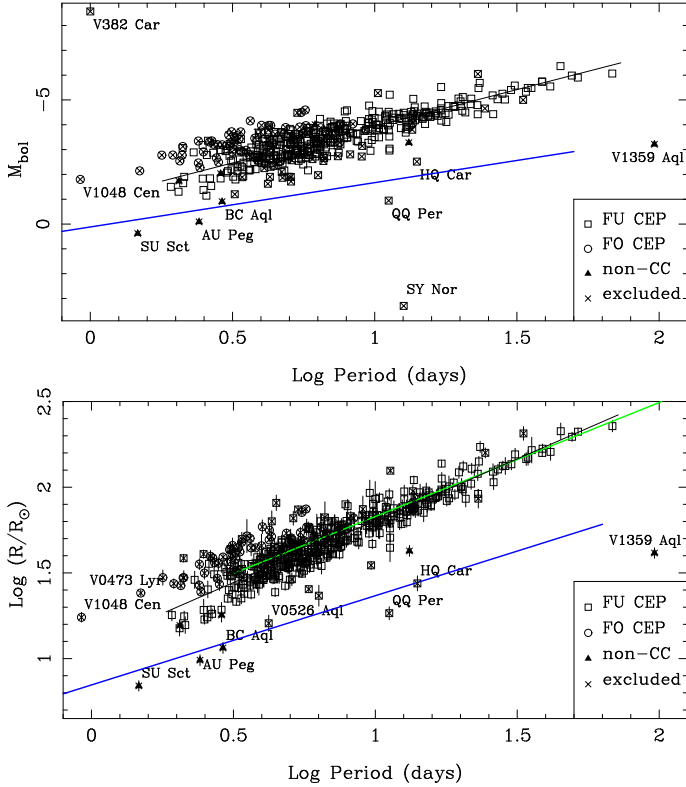 V382 Car
−5
0
M_bol
V1048 Cen
BC Aql
SU Sct
AU Peg
HQ Car
QQ Per
SY Nor
V1359 Aql
FU CEP
FO CEP
non−CC
excluded
0 0.5 1 1.5 2
Log Period (days)
2.5
2
1.5
1
Log (R/R⊙)
V0473 Lyr
V1048 Cen
V0526 Aql
BC Aql
SU Sct
AU Peg
HQ Car
QQ Per
V1359 Aql
FU CEP
FO CEP
non−CC
excluded
0 0.5 1 1.5 2
Log Period (days)